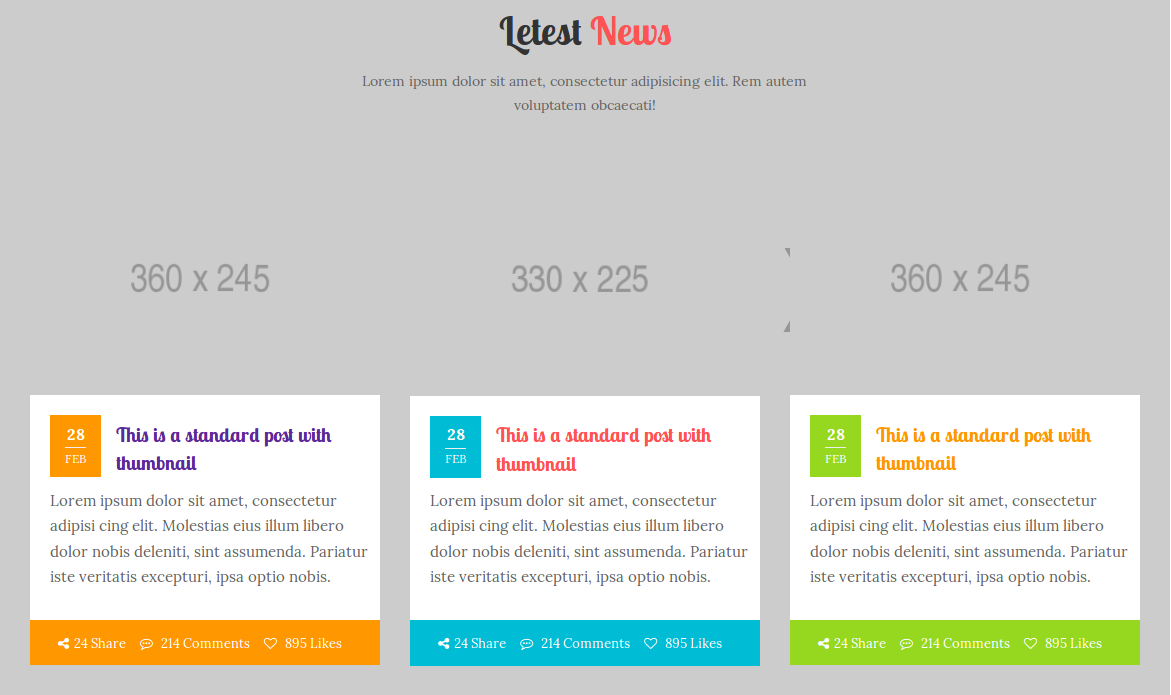 Letest News
Lorem ipsum dolor sit amet, consectetur adipisicing elit. Rem autem
voluptatem obcaecati!
360 x 245
330 x 225
360 x 245
28
FEB
This is a standard post with
thumbnail
Lorem ipsum dolor sit amet, consectetur
adipisi cing elit. Molestias eius illum libero
dolor nobis deleniti, sint assumenda. Pariatur
iste veritatis excepturi, ipsa optio nobis.
24 Share 214 Comments 895 Likes
28
FEB
This is a standard post with
thumbnail
Lorem ipsum dolor sit amet, consectetur
adipisi cing elit. Molestias eius illum libero
dolor nobis deleniti, sint assumenda. Pariatur
iste veritatis excepturi, ipsa optio nobis.
24 Share 214 Comments 895 Likes
28
FEB
This is a standard post with
thumbnail
Lorem ipsum dolor sit amet, consectetur
adipisi cing elit. Molestias eius illum libero
dolor nobis deleniti, sint assumenda. Pariatur
iste veritatis excepturi, ipsa optio nobis.
24 Share 214 Comments 895 Likes